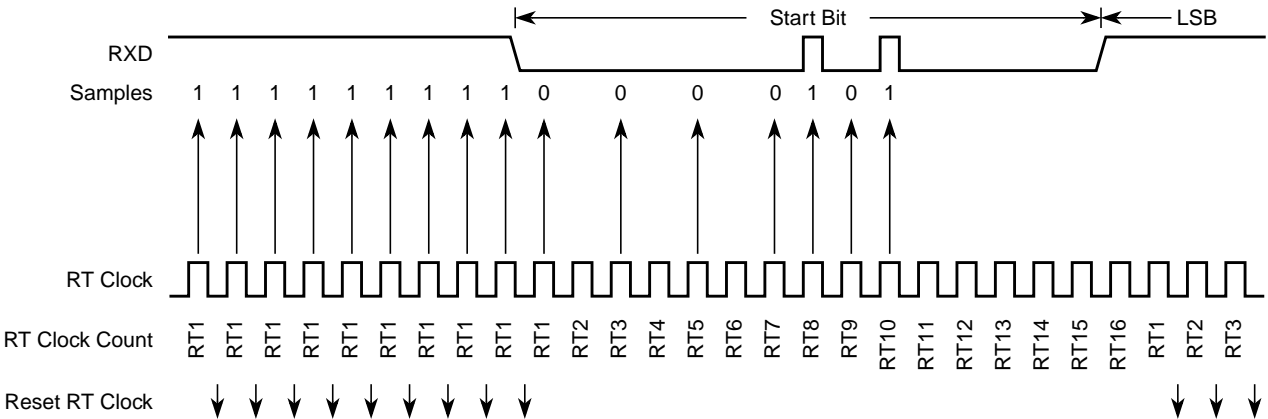 Start Bit LSB
RXD
Samples 1 1 1 1 1 1 1 1 1 0 0 0 0 1 0 1
RT Clock
RT Clock Count RT1 RT1 RT1 RT1 RT1 RT1 RT1 RT1 RT1 RT1 RT2 RT3 RT4 RT5 RT6 RT7 RT8 RT9 RT10 RT11 RT12 RT13 RT14 RT15 RT16 RT1 RT2 RT3
Reset RT Clock